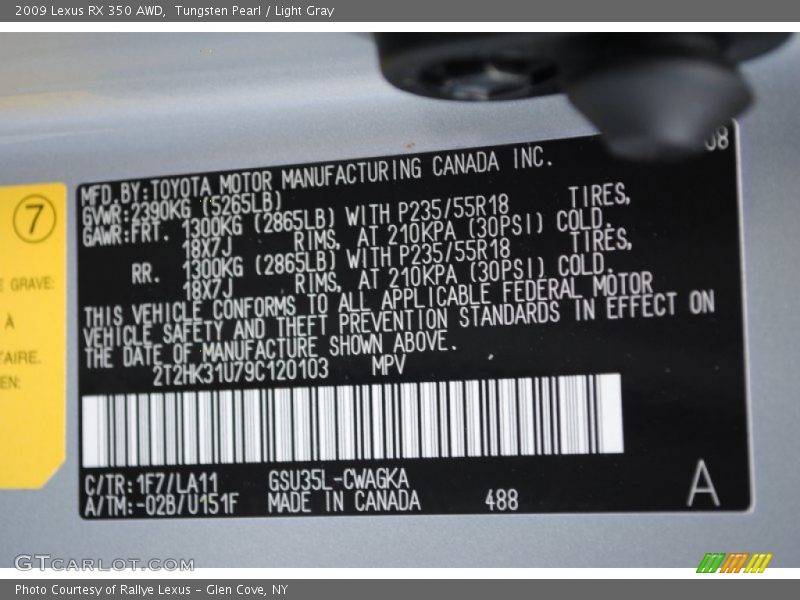 2009 Lexus RX 350 AWD, Tungsten Pearl / Light Gray
08
MFD.BY:TOYOTA MOTOR MANUFACTURING CANADA INC.
GVWR:2390KG (5265LB)
GAWR:FRT. 1300KG (2865LB) WITH P235/55R18 TIRES,
18X7J RIMS, AT 210KPA (30PSI) COLD.
RR. 1300KG (2865LB) WITH P235/55R18 TIRES,
18X7J RIMS, AT 210KPA (30PSI) COLD.
THIS VEHICLE CONFORMS TO ALL APPLICABLE FEDERAL MOTOR
VEHICLE SAFETY AND THEFT PREVENTION STANDARDS IN EFFECT ON
THE DATE OF MANUFACTURE SHOWN ABOVE.
2T2HK31U79C120103 MPV
C/TR:1F7/LA11 GSU35L-CWAGKA
A/TM:-02B/U151F MADE IN CANADA 488
A
7
E GRAVE:
À
TAIRE.
EN:
GTCARLOT.COM
Photo Courtesy of Rallye Lexus - Glen Cove, NY